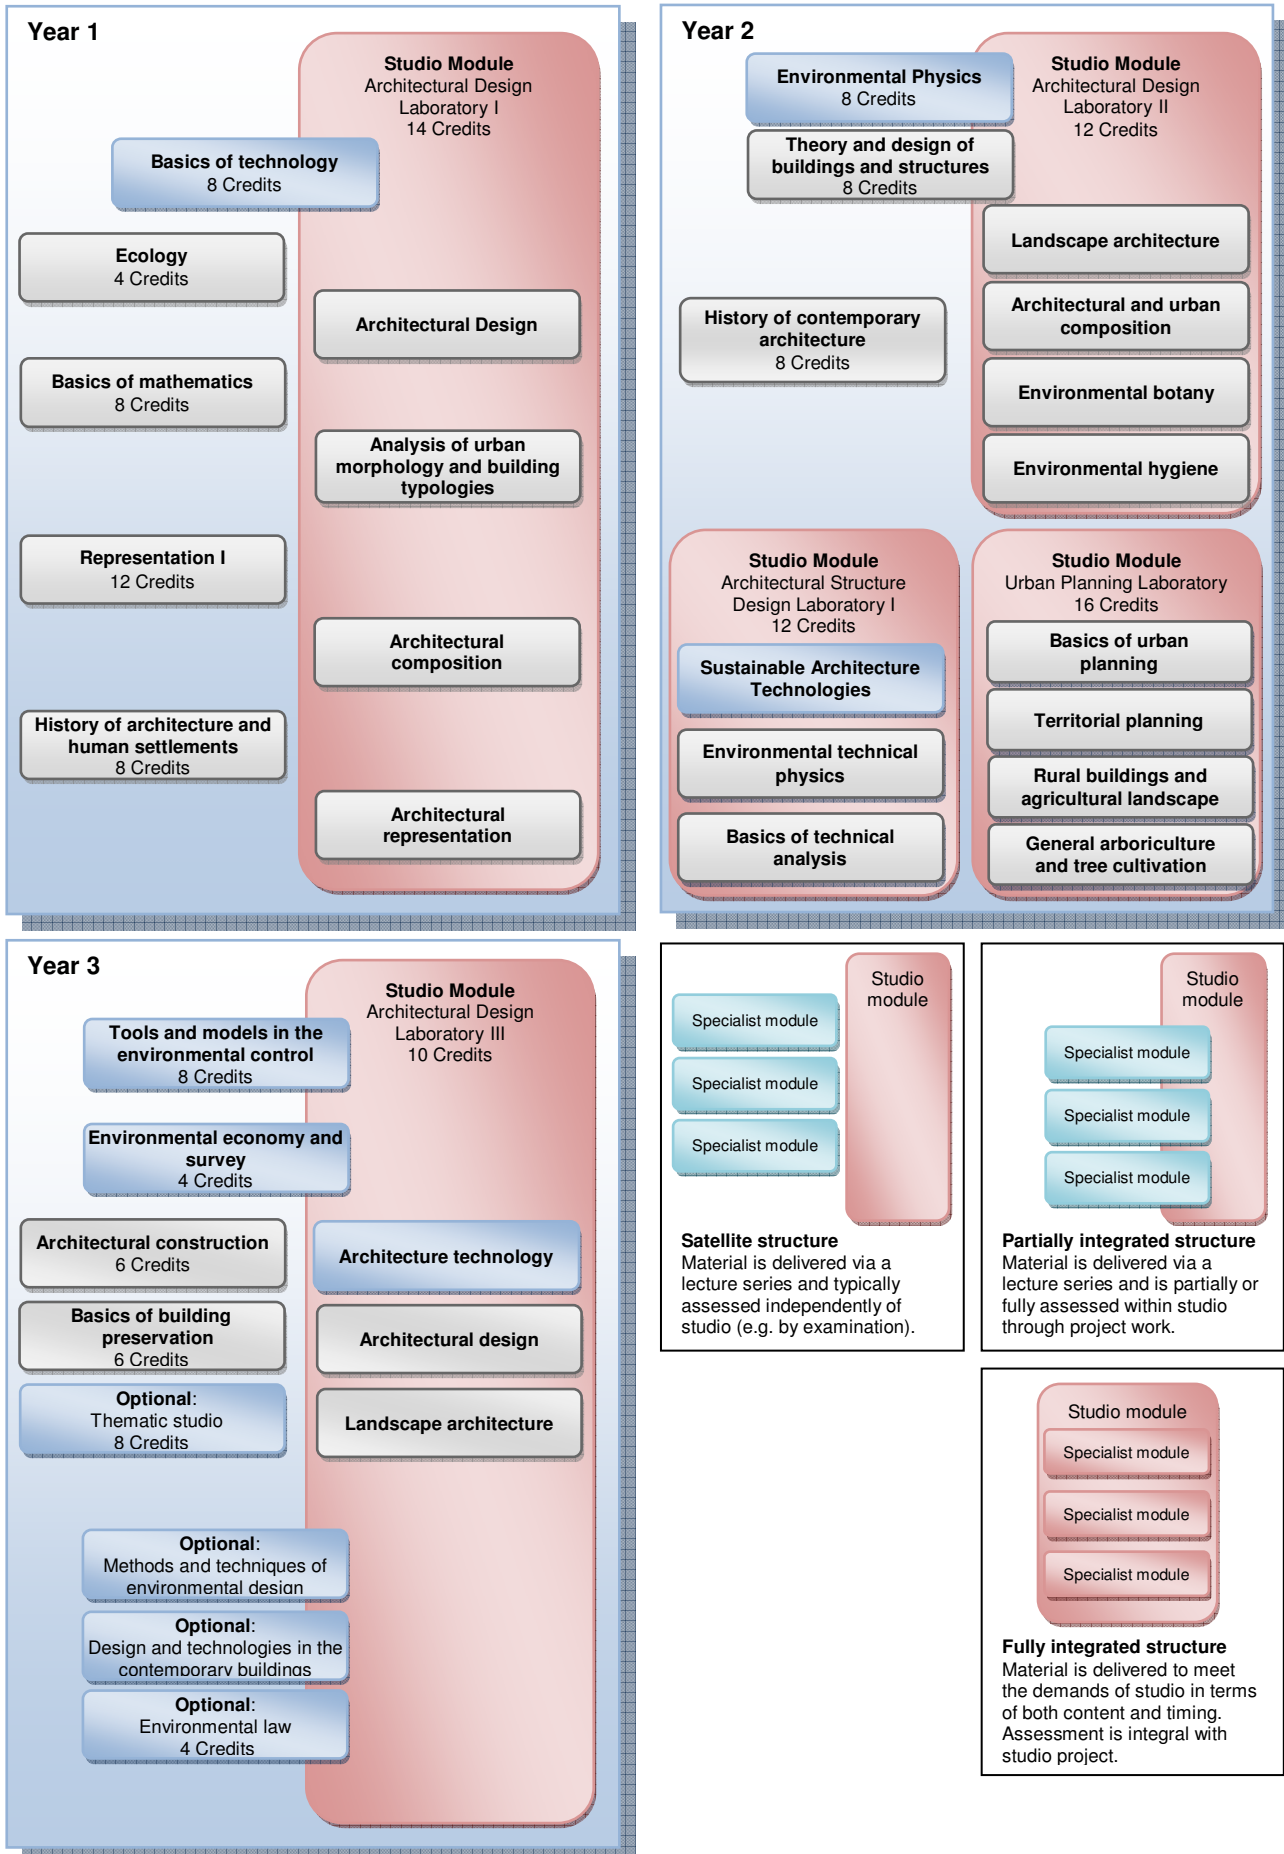 Year 1
Studio Module
Architectural Design
Laboratory I
14 Credits
Basics of technology
8 Credits
Ecology
4 Credits
Architectural Design
Basics of mathematics
8 Credits
Analysis of urban
morphology and building
typologies
Representation I
12 Credits
Architectural
composition
History of architecture and
human settlements
8 Credits
Architectural
representation
Year 2
Environmental Physics
8 Credits
Studio Module
Architectural Design
Laboratory II
12 Credits
Theory and design of
buildings and structures
8 Credits
Landscape architecture
History of contemporary
architecture
8 Credits
Architectural and urban
composition
Environmental botany
Environmental hygiene
Studio Module
Architectural Structure
Design Laboratory I
12 Credits
Sustainable Architecture
Technologies
Environmental technical
physics
Basics of technical
analysis
Studio Module
Urban Planning Laboratory
16 Credits
Basics of urban
planning
Territorial planning
Rural buildings and
agricultural landscape
General arboriculture
and tree cultivation
Year 3
Studio Module
Architectural Design
Laboratory III
10 Credits
Tools and models in the
environmental control
8 Credits
Environmental economy and
survey
4 Credits
Architectural construction
6 Credits
Architecture technology
Basics of building
preservation
6 Credits
Architectural design
Optional:
Thematic studio
8 Credits
Landscape architecture
Optional:
Methods and techniques of
environmental design
Optional:
Design and technologies in the
contemporary buildings
Optional:
Environmental law
4 Credits
Studio
module
Specialist module
Specialist module
Specialist module
Satellite structure
Material is delivered via a
lecture series and typically
assessed independently of
studio (e.g. by examination).
Studio
module
Specialist module
Specialist module
Specialist module
Partially integrated structure
Material is delivered via a
lecture series and is partially or
fully assessed within studio
through project work.
Studio module
Specialist module
Specialist module
Specialist module
Fully integrated structure
Material is delivered to meet
the demands of studio in terms
of both content and timing.
Assessment is integral with
studio project.